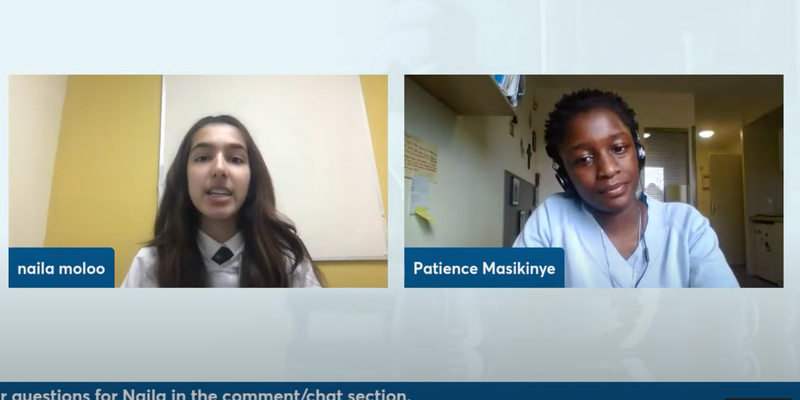 naila moloo
Patience Masikinye
r questions for Naila in the comment/chat section.